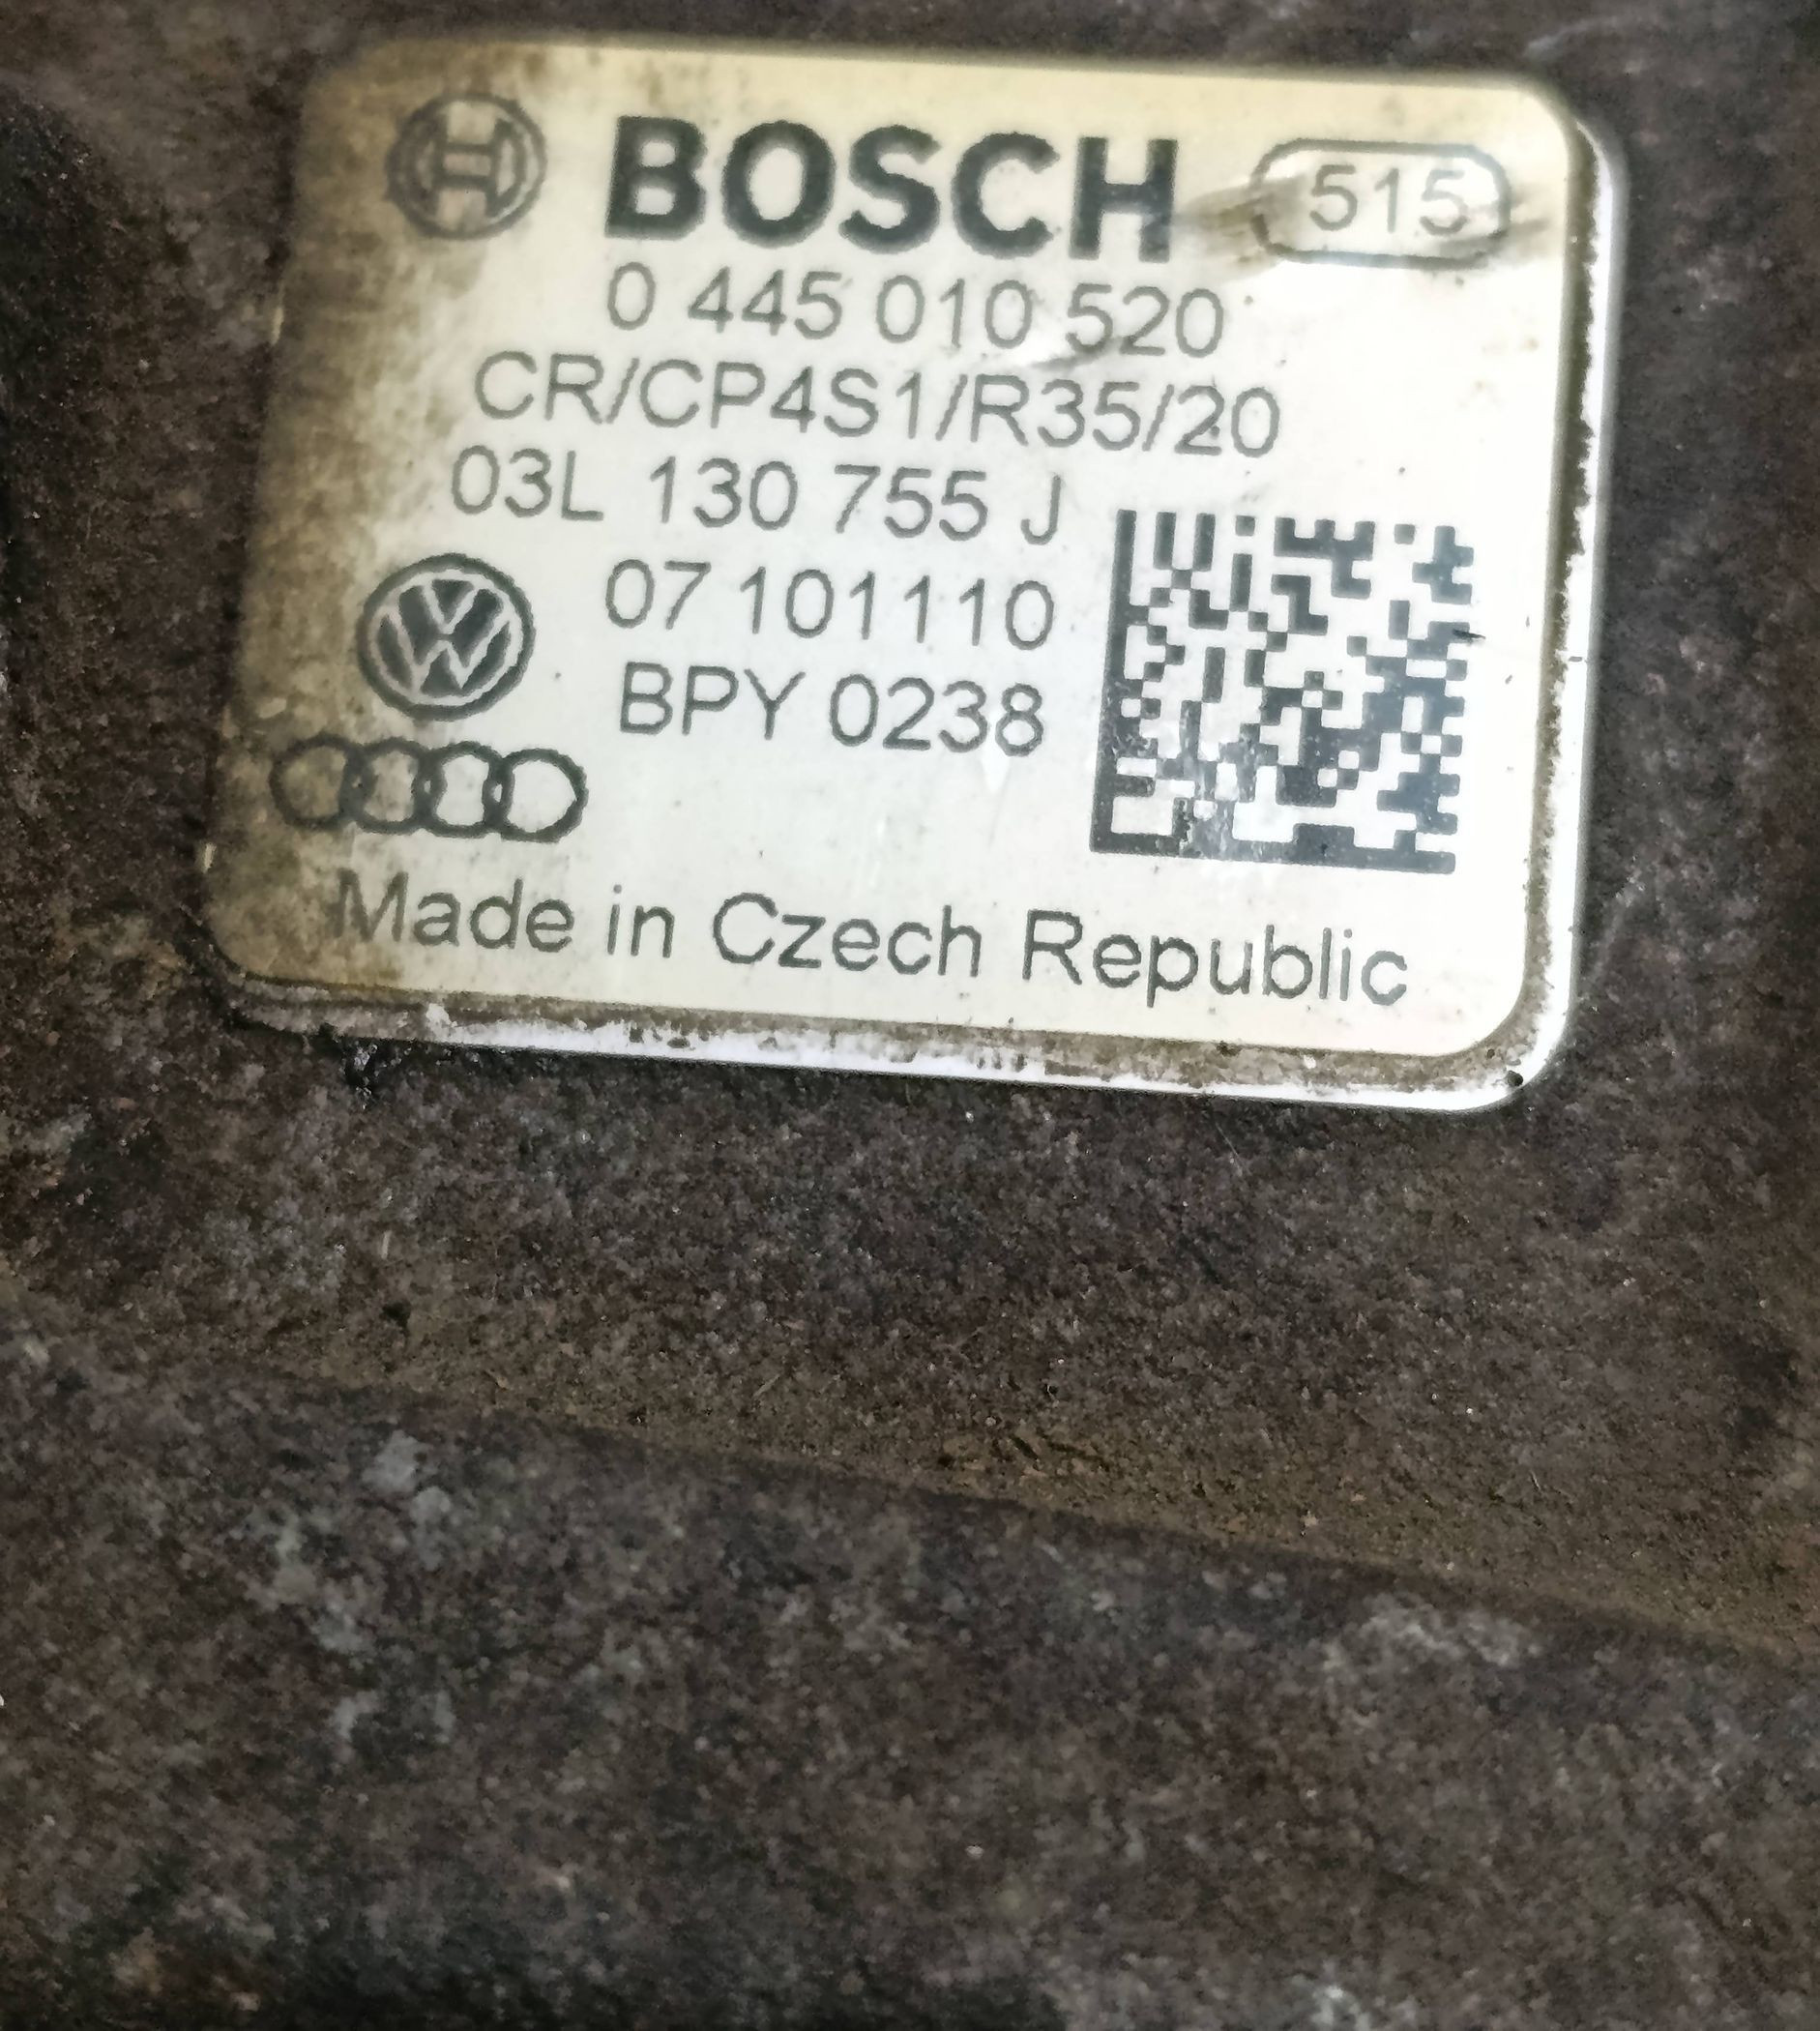 BOSCH 515
0 445 010 520
CR/CP4S1/R35/20
03L 130 755 J
07 101110
BPY 0238
Made in Czech Republic